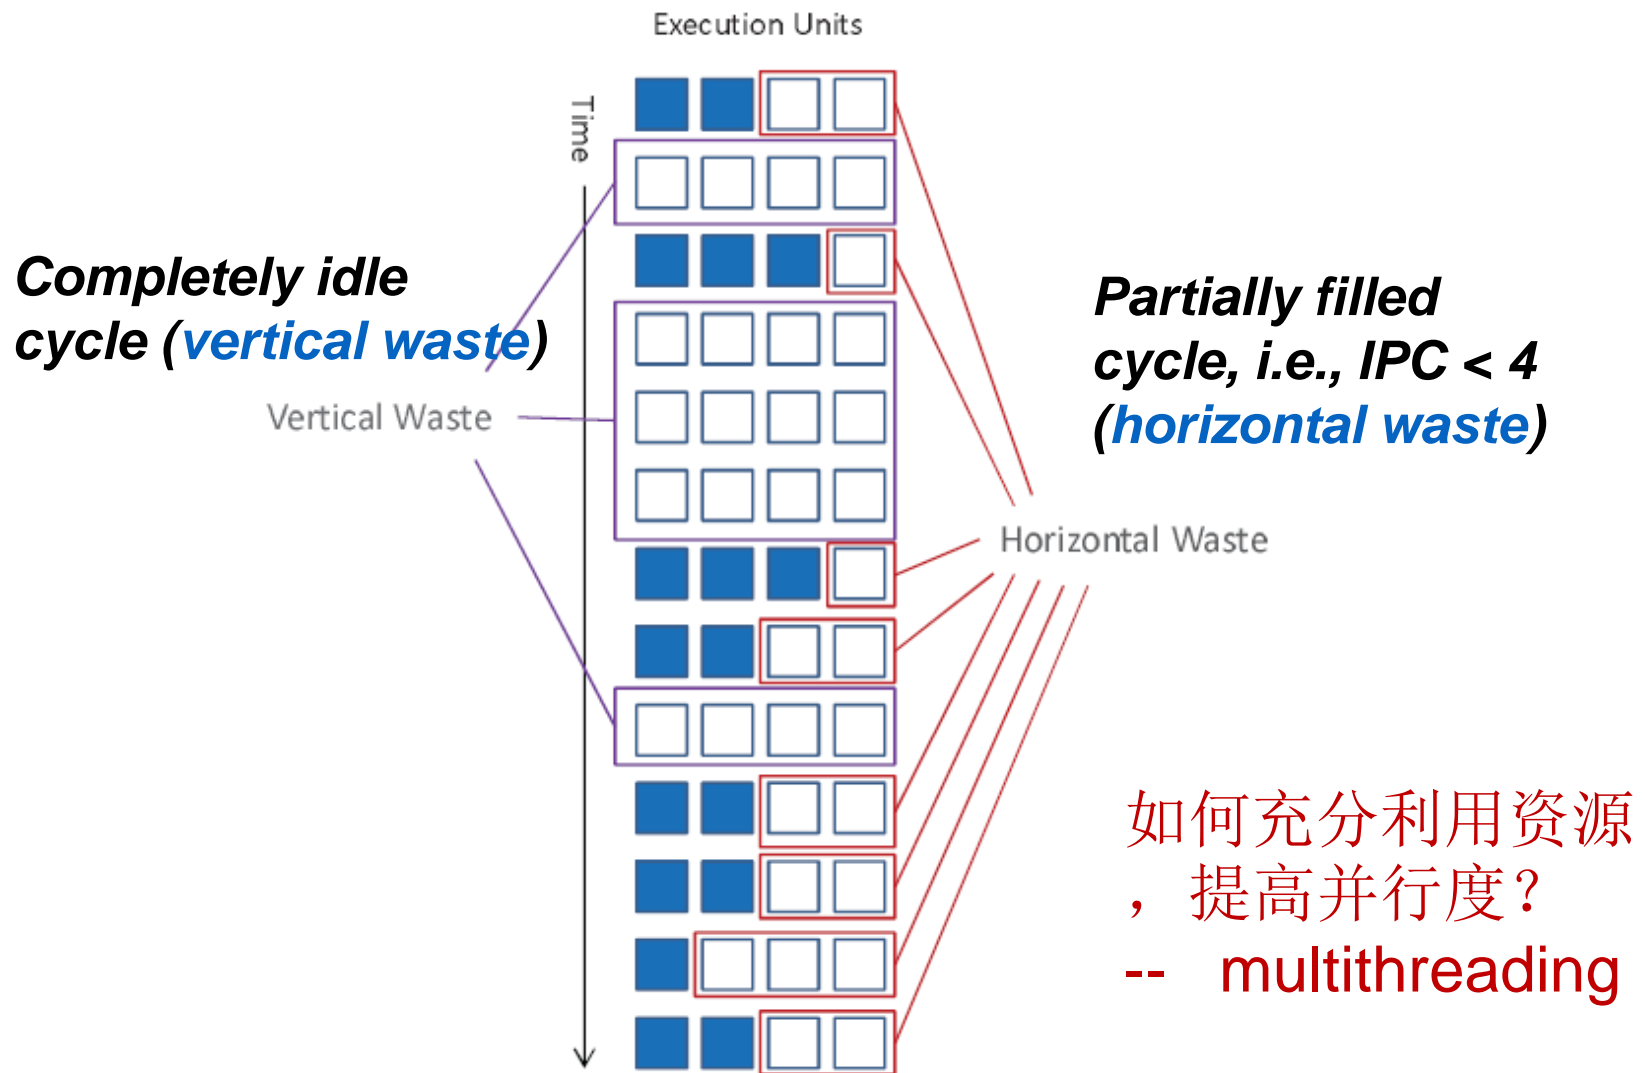 Execution Units
Time
Completely idle
cycle (vertical waste)
Vertical Waste
Partially filled
cycle, i.e., IPC < 4
(horizontal waste)
Horizontal Waste
如何充分利用资源
，提高并行度？
-- multithreading